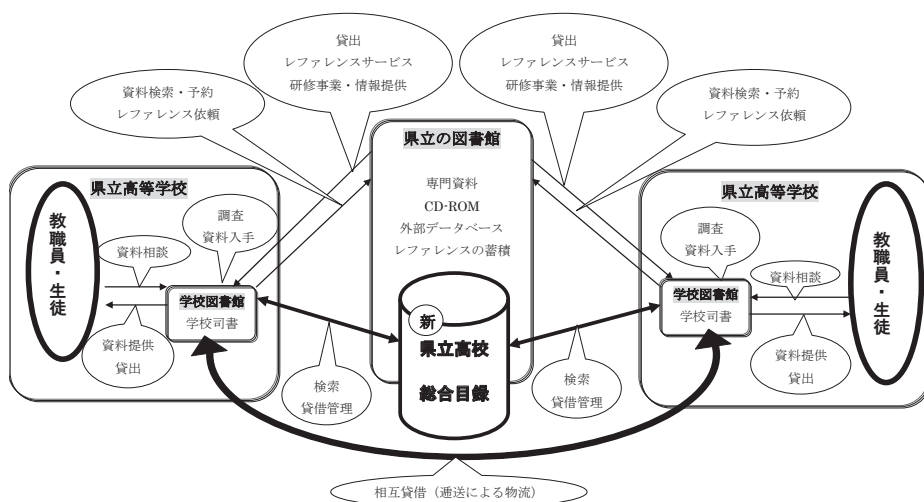 貸出
レファレンスサービス
研修事業・情報提供
貸出
レファレンスサービス
研修事業・情報提供
資料検索・予約
レファレンス依頼
資料検索・予約
レファレンス依頼
県立の図書館
専門資料
CD-ROM
外部データベース
レファレンスの蓄積
県立高等学校
教職員・生徒
資料相談
調査
資料入手
学校図書館
学校司書
資料提供
貸出
県立高等学校
調査
資料入手
学校図書館
学校司書
資料相談
資料提供
貸出
教職員・生徒
新
県立高校
総合目録
検索
貸借管理
検索
貸借管理
相互貸借（逓送による物流）